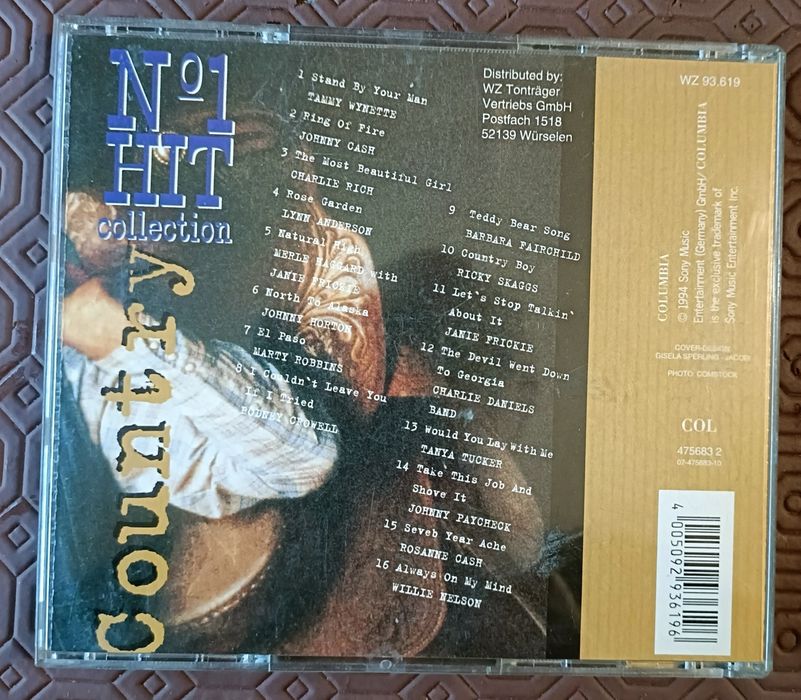 Nº1
HIT
collection
Country
1 Stand By Your Man
TAMMY WYNETTE
2 Ring Of Fire
JOHNNY CASH
3 The Most Beautiful Girl
CHARLIE RICH
4 Rose Garden
LYNN ANDERSON
5 Natural High
MERLE HAGGARD with
JANIE FRICKIE
6 North To Alaska
JOHNNY HORTON
7 El Paso
MARTY ROBBINS
8 I Couldn't Leave You
If I Tried
RODNEY CROWELL
9 Teddy Bear Song
BARBARA FAIRCHILD
10 Country Boy
RICKY SKAGGS
11 Let's Stop Talkin'
About It
JANIE FRICKIE
12 The Devil Went Down
To Georgia
CHARLIE DANIELS
BAND
13 Would You Lay With Me
TANYA TUCKER
14 Take This Job And
Shove It
JOHNNY PAYCHECK
15 Seveb Year Ache
ROSANNE CASH
16 Always On My Mind
WILLIE NELSON
Distributed by:
WZ Tonträger
Vertriebs GmbH
Postfach 1518
52139 Würselen
WZ 93.619
COLUMBIA
© 1994 Sony Music
Entertainment (Germany) GmbH/ COLUMBIA
is the exclusive trademark of
Sony Music Entertainment Inc.
COVER-DESIGN:
GISELA SPERLING - JACOBI
PHOTO: COMSTOCK
COL
475683 2
07-475683-10
4 005092 936196